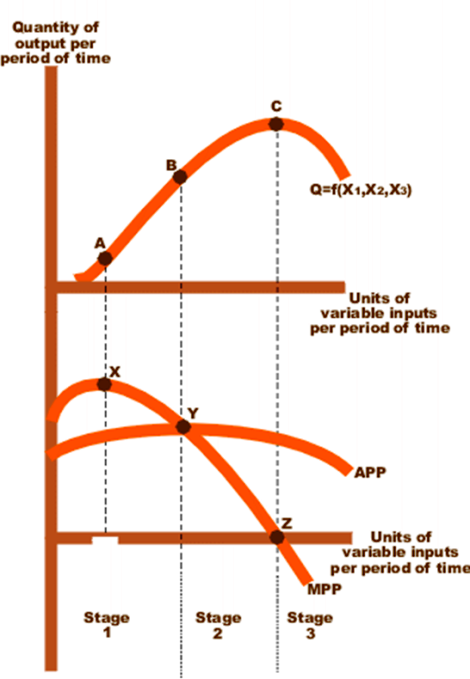 Quantity of
output per
period of time
C
B
Q=f(X1,X2,X3)
A
Units of
variable inputs
per period of time
X
Y
APP
Z
Units of
variable inputs
per period of time
MPP
Stage
1
Stage
2
Stage
3